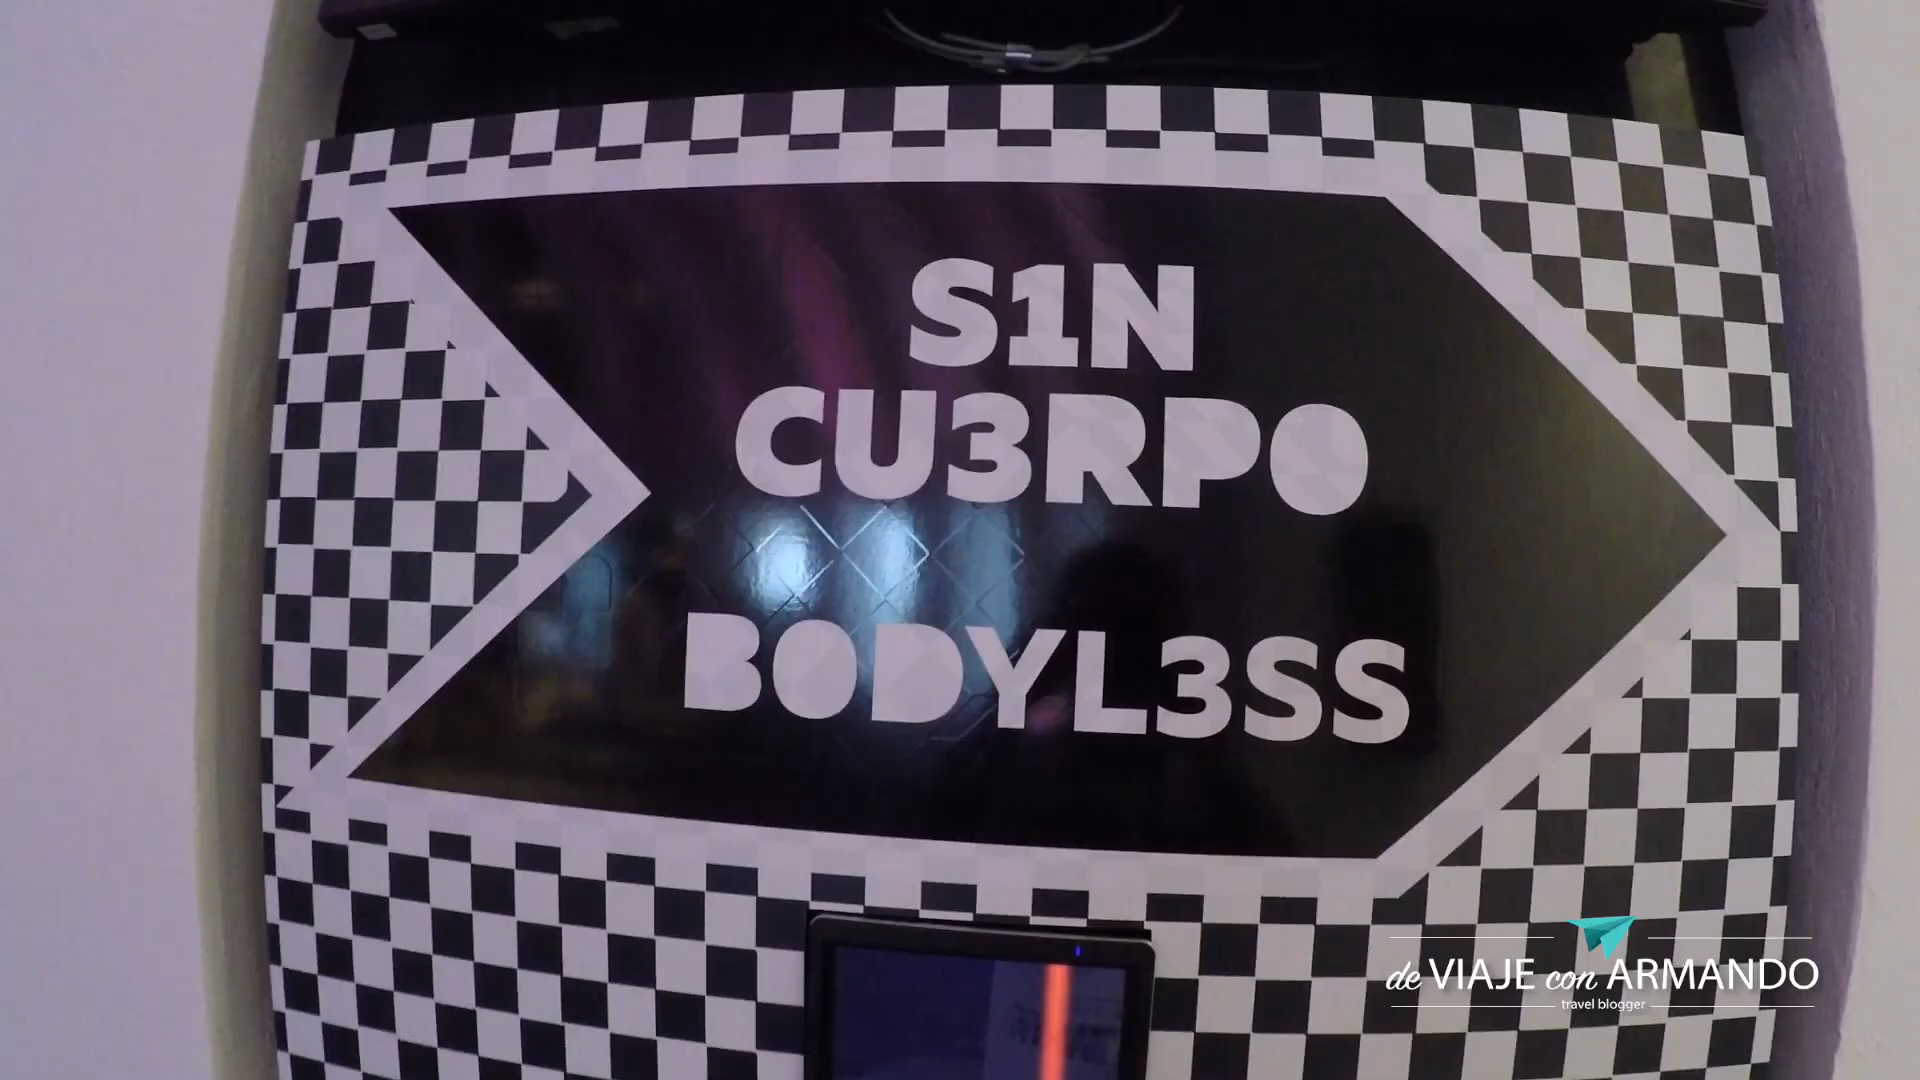 S1N
CU3RPO
BODYL3SS
de VIAJE con ARMANDO
travel blogger